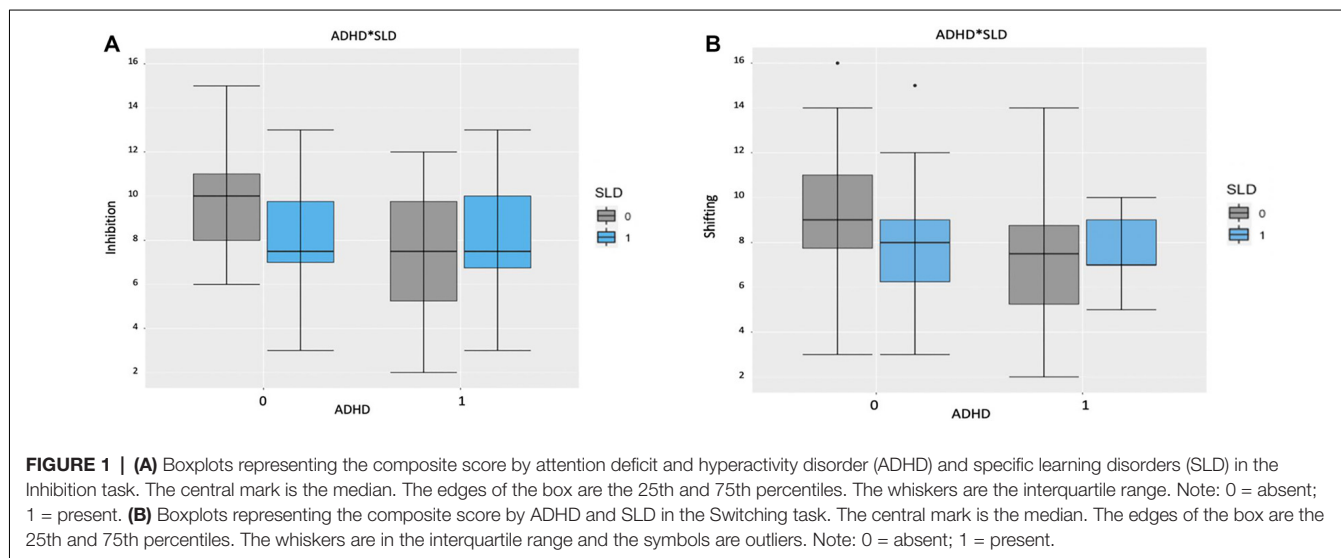 A
ADHD*SLD
Inhibition
16
14
12
10
8
6
4
2
0
1
ADHD
SLD
0
1
B
ADHD*SLD
Shifting
16
14
12
10
8
6
4
2
0
1
ADHD
SLD
0
1
FIGURE 1 | (A) Boxplots representing the composite score by attention deficit and hyperactivity disorder (ADHD) and specific learning disorders (SLD) in the
Inhibition task. The central mark is the median. The edges of the box are the 25th and 75th percentiles. The whiskers are the interquartile range. Note: 0 = absent;
1 = present. (B) Boxplots representing the composite score by ADHD and SLD in the Switching task. The central mark is the median. The edges of the box are the
25th and 75th percentiles. The whiskers are in the interquartile range and the symbols are outliers. Note: 0 = absent; 1 = present.